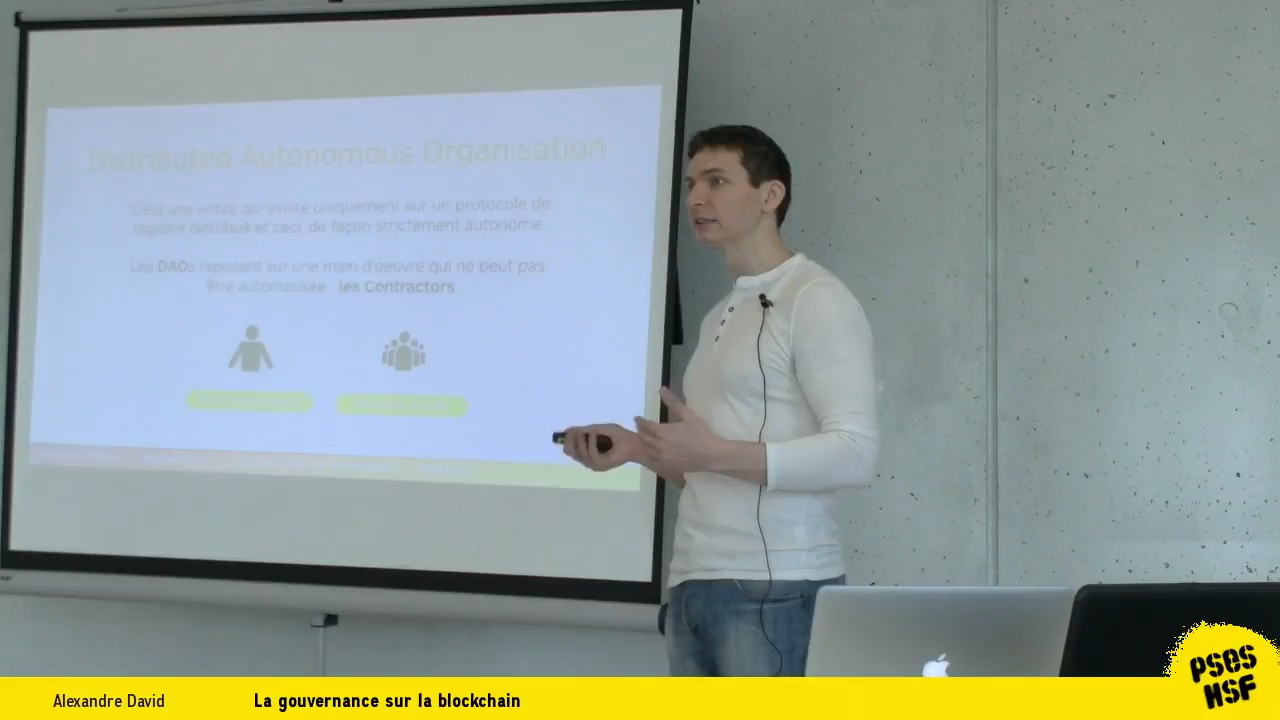 Distributed Autonomous Organisation
C'est une entité qui existe uniquement sur un protocole de
registre distribué et ceci, de façon strictement autonome.
Les DAOs reposent sur une main d'oeuvre qui ne peut pas
être automatisée les Contractors.
Alexandre David
La gouvernance sur la blockchain
PSES
HSF